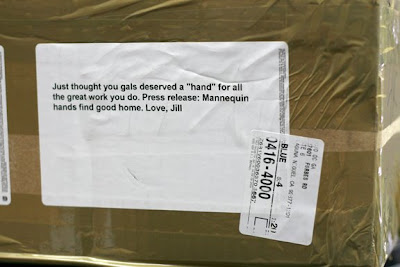 Just thought you gals deserved a "hand" for all
the great work you do. Press release: Mannequin
hands find good home. Love, Jill
BLUE
0416-4000